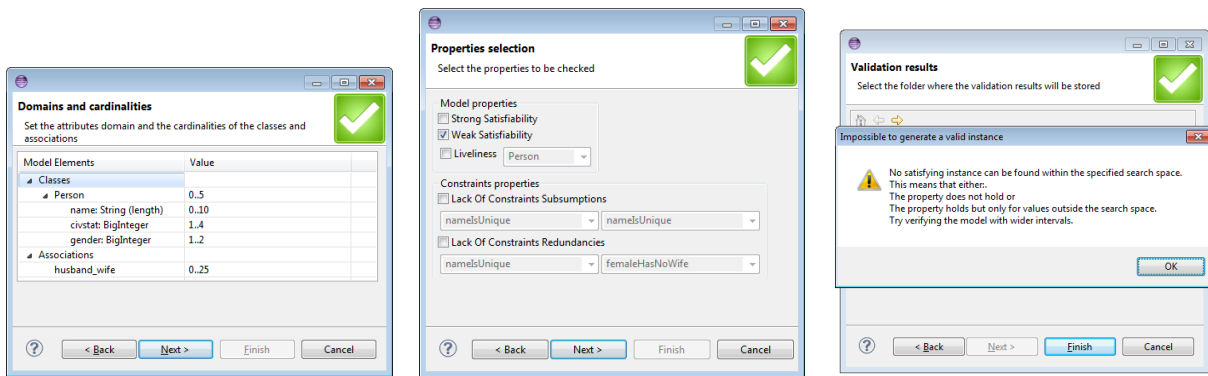 Domains and cardinalities
Set the attributes domain and the cardinalities of the classes and
associations
Model Elements Value
Classes
Person 0..5
name: String (length) 0..10
civstat: BigInteger 1..4
gender: BigInteger 1..2
Associations
husband_wife 0..25
? < Back Next > Finish Cancel
Properties selection
Select the properties to be checked
Model properties
Strong Satisfiability
Weak Satisfiability
Liveliness Person
Constraints properties
Lack Of Constraints Subsumptions
nameIsUnique nameIsUnique
Lack Of Constraints Redundancies
nameIsUnique femaleHasNoWife
? < Back Next > Finish Cancel
Validation results
Select the folder where the validation results will be stored
Impossible to generate a valid instance
No satisfying instance can be found within the specified search space.
This means that either:.
The property does not hold or
The property holds but only for values outside the search space.
Try verifying the model with wider intervals.
OK
? < Back Next > Finish Cancel